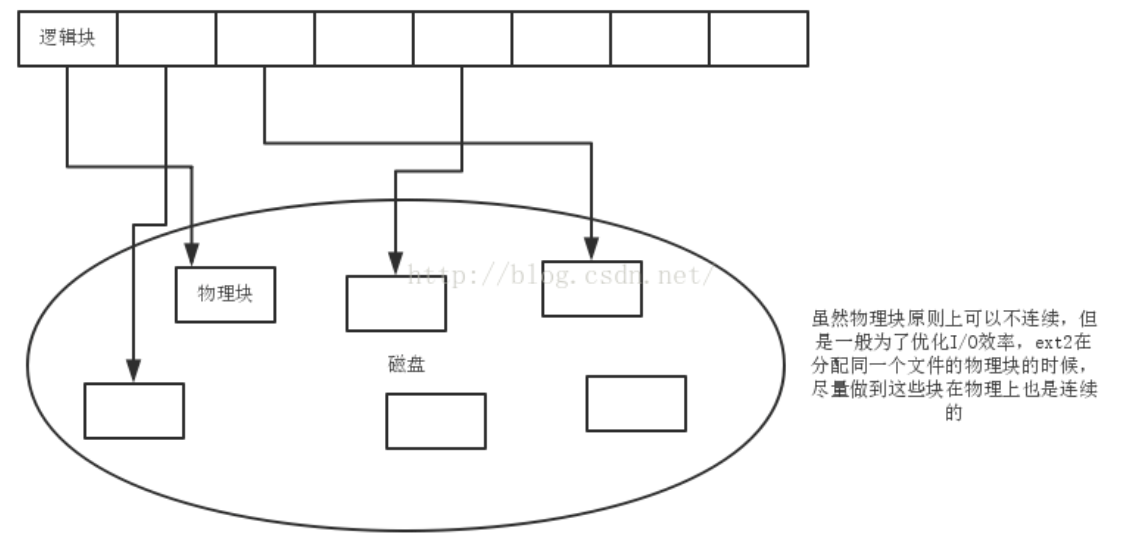 逻辑块
http://blog.csdn.net/
物理块
磁盘
虽然物理块原则上可以不连续，但
是一般为了优化I/O效率，ext2在
分配同一个文件的物理块的时候，
尽量做到这些块在物理上也是连续
的